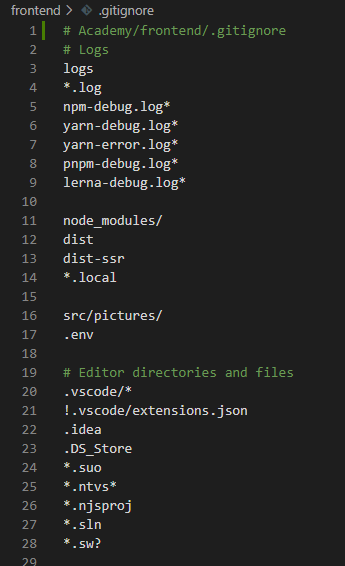 frontend > .gitignore
1 # Academy/frontend/.gitignore
2 # Logs
3 logs
4 *.log
5 npm-debug.log*
6 yarn-debug.log*
7 yarn-error.log*
8 pnpm-debug.log*
9 lerna-debug.log*
10
11 node_modules/
12 dist
13 dist-ssr
14 *.local
15
16 src/pictures/
17 .env
18
19 # Editor directories and files
20 .vscode/*
21 !.vscode/extensions.json
22 .idea
23 .DS_Store
24 *.suo
25 *.ntvs*
26 *.njsproj
27 *.sln
28 *.sw?
29